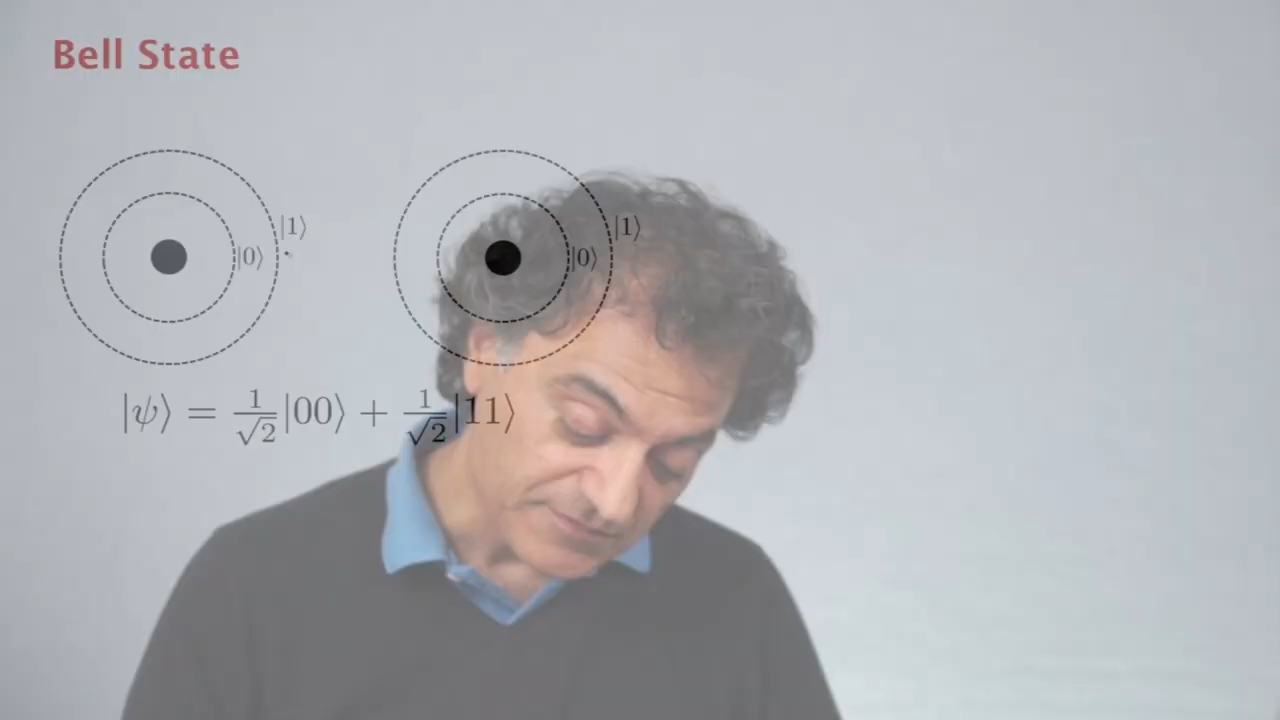 Bell State
|1⟩ |1⟩
|0⟩ |0⟩
|ψ⟩ = 1/√2|00⟩ + 1/√2|11⟩